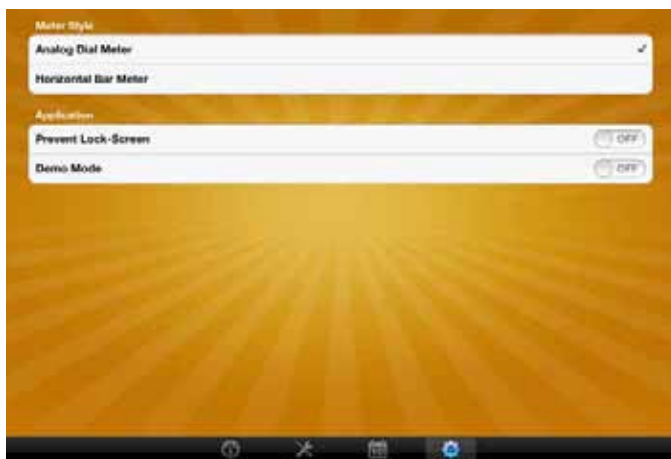 Meter Style
Analog Dial Meter
Horizontal Bar Meter
Application
Prevent Lock-Screen
OFF
Demo Mode
OFF